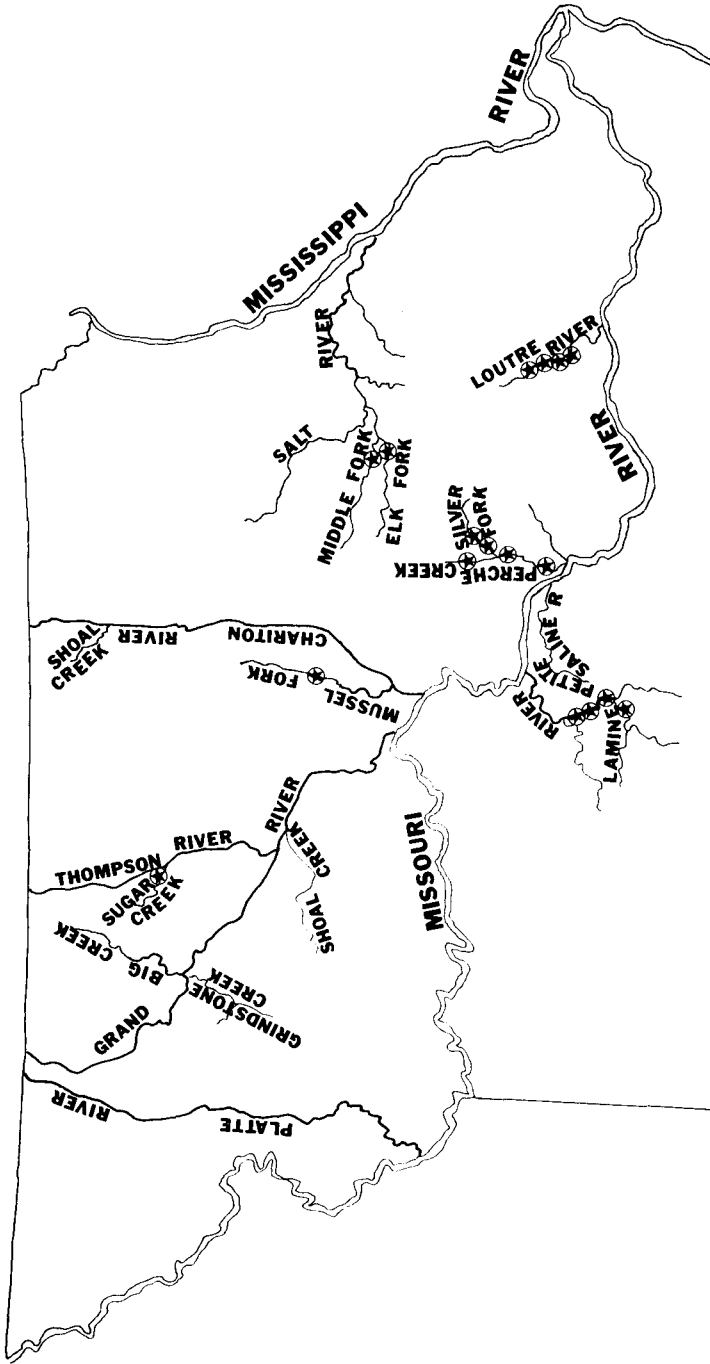 MISSISSIPPI RIVER
SALT RIVER
MIDDLE FORK
ELK FORK
LOUTRE RIVER
SILVER FORK
PERCHE CREEK
RIVER
PETITE SALINE R
LAMINE RIVER
SHOAL CREEK
CHARITON RIVER
MUSSEL FORK
THOMPSON RIVER
SUGAR CREEK
RIVER
SHOAL CREEK
MISSOURI
BIG CREEK
GRAND
GRINDSTONE CREEK
PLATTE RIVER